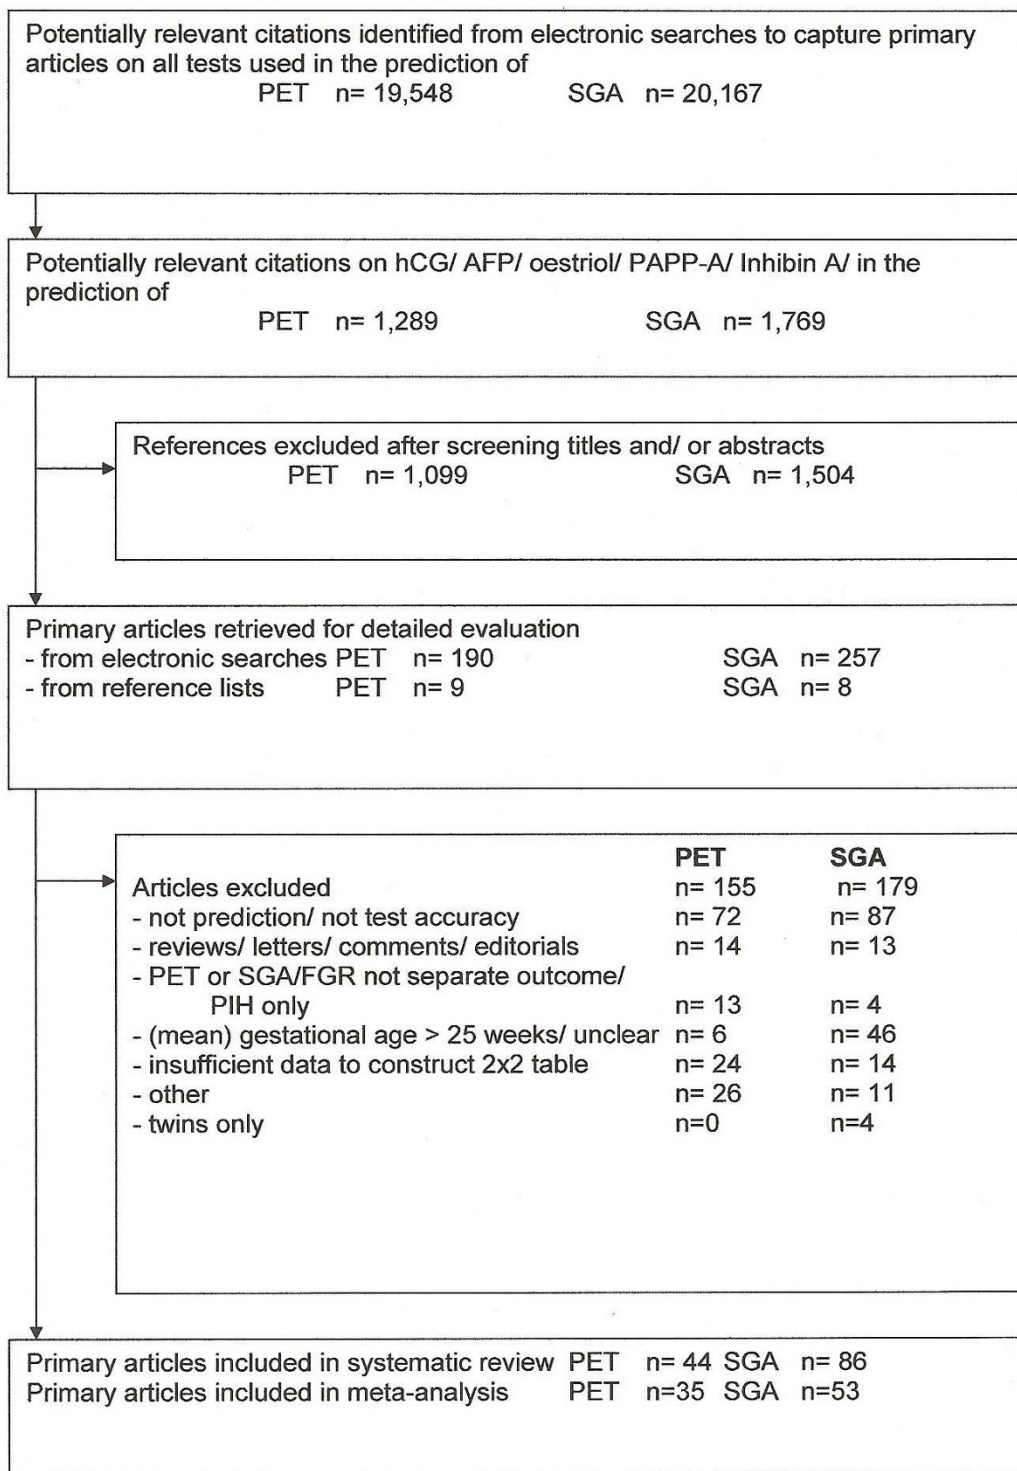 Potentially relevant citations identified from electronic searches to capture primary
articles on all tests used in the prediction of
PET n= 19,548 SGA n= 20,167
Potentially relevant citations on hCG/ AFP/ oestriol/ PAPP-A/ Inhibin A/ in the
prediction of
PET n= 1,289 SGA n= 1,769
References excluded after screening titles and/ or abstracts
PET n= 1,099 SGA n= 1,504
Primary articles retrieved for detailed evaluation
- from electronic searches PET n= 190 SGA n= 257
- from reference lists PET n= 9 SGA n= 8
PET SGA
Articles excluded n= 155 n= 179
- not prediction/ not test accuracy n= 72 n= 87
- reviews/ letters/ comments/ editorials n= 14 n= 13
- PET or SGA/FGR not separate outcome/
PIH only n= 13 n= 4
- (mean) gestational age > 25 weeks/ unclear n= 6 n= 46
- insufficient data to construct 2x2 table n= 24 n= 14
- other n= 26 n= 11
- twins only n=0 n=4
Primary articles included in systematic review PET n= 44 SGA n= 86
Primary articles included in meta-analysis PET n=35 SGA n=53